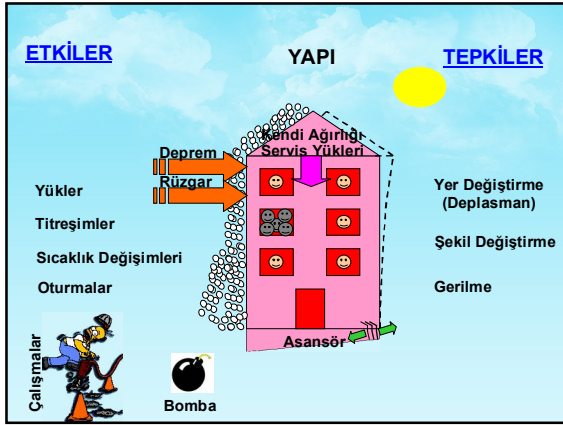 ETKİLER
YAPI
TEPKİLER
Kendi Ağırlığı
Servis Yükleri
Deprem
Rüzgar
Yükler
Titreşimler
Sıcaklık Değişimleri
Oturmalar
Yer Değiştirme
(Deplasman)
Şekil Değiştirme
Gerilme
Asansör
Çalışmalar
Bomba